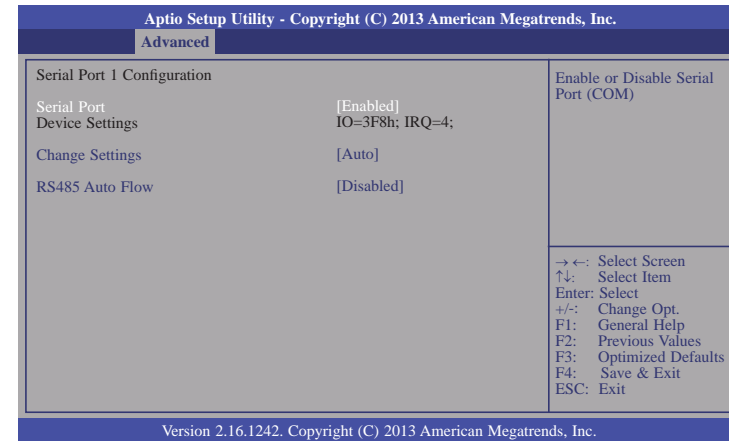 Aptio Setup Utility - Copyright (C) 2013 American Megatrends, Inc.
Advanced
Serial Port 1 Configuration
Serial Port [Enabled]
Device Settings IO=3F8h; IRQ=4;
Change Settings [Auto]
RS485 Auto Flow [Disabled]
Enable or Disable Serial
Port (COM)
→ ←: Select Screen
↑↓: Select Item
Enter: Select
+/-: Change Opt.
F1: General Help
F2: Previous Values
F3: Optimized Defaults
F4: Save & Exit
ESC: Exit
Version 2.16.1242. Copyright (C) 2013 American Megatrends, Inc.